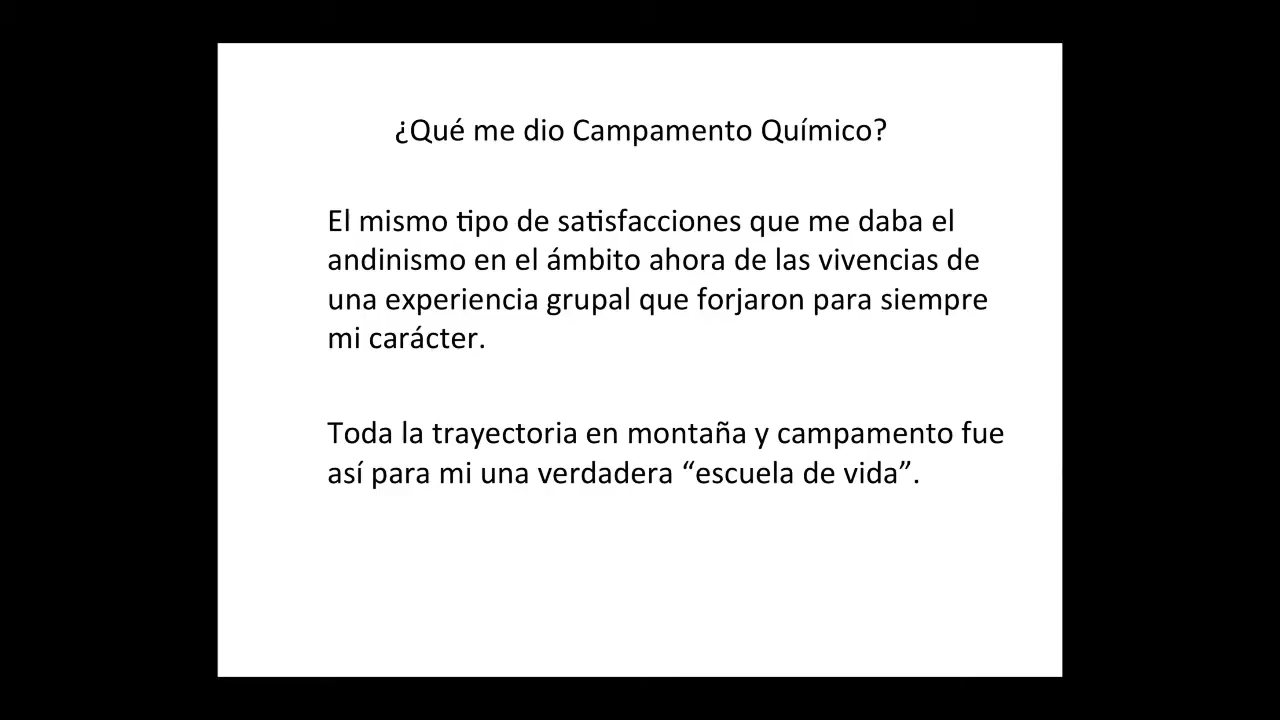 ¿Qué me dio Campamento Químico?
El mismo tipo de satisfacciones que me daba el
andinismo en el ámbito ahora de las vivencias de
una experiencia grupal que forjaron para siempre
mi carácter.
Toda la trayectoria en montaña y campamento fue
así para mi una verdadera “escuela de vida”.